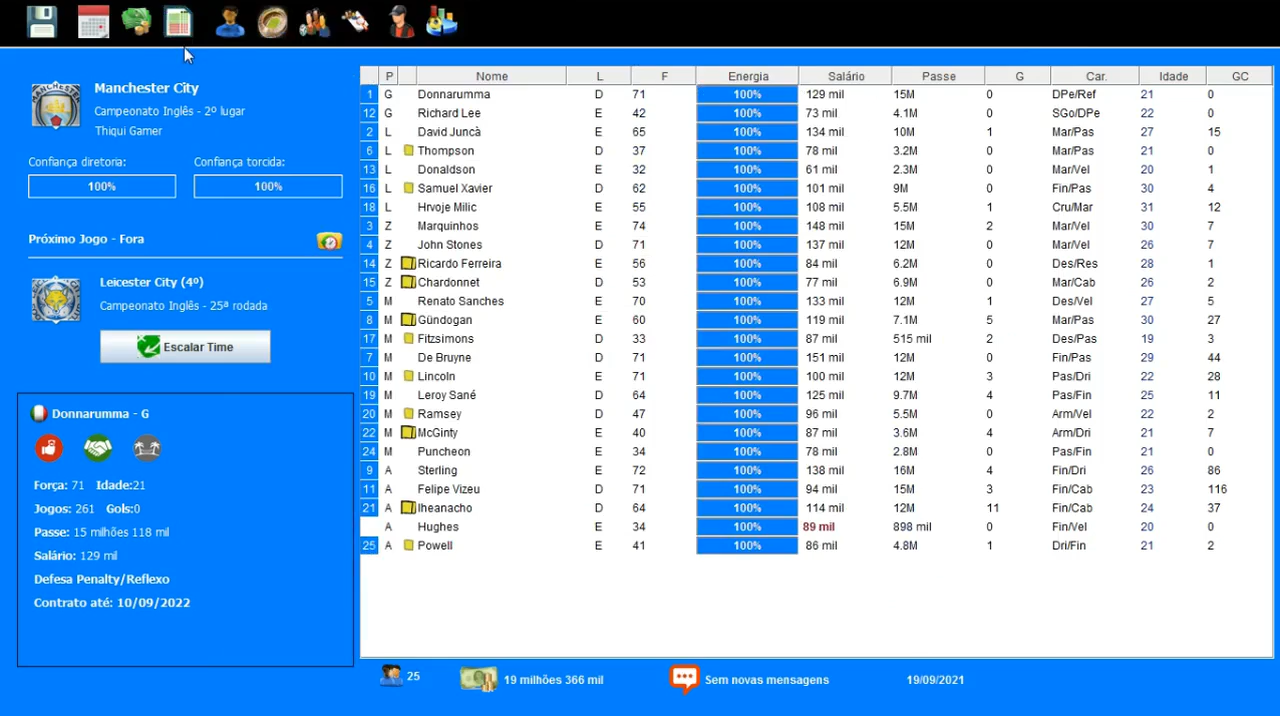 Manchester City
Campeonato Inglês - 2º lugar
Thiqui Gamer
Confiança diretoria: Confiança torcida:
100% 100%
Próximo Jogo - Fora
Leicester City (4º)
Campeonato Inglês - 25ª rodada
Escalar Time
Donnarumma - G
Força: 71 Idade:21
Jogos: 261 Gols:0
Passe: 15 milhões 118 mil
Salário: 129 mil
Defesa Penalty/Reflexo
Contrato até: 10/09/2022
P Nome L F Energia Salário Passe G Car. Idade GC
1 G Donnarumma D 71 100% 129 mil 15M 0 DPe/Ref 21 0
12 G Richard Lee E 42 100% 73 mil 4.1M 0 SGo/DPe 22 0
2 L David Juncà E 65 100% 134 mil 10M 1 Mar/Pas 27 15
6 L Thompson D 37 100% 78 mil 3.2M 0 Mar/Pas 21 0
13 L Donaldson E 32 100% 61 mil 2.3M 0 Mar/Vel 20 1
16 L Samuel Xavier D 62 100% 101 mil 9M 0 Fin/Pas 30 4
18 L Hrvoje Milic E 55 100% 108 mil 5.5M 1 Cru/Mar 31 12
3 Z Marquinhos E 74 100% 148 mil 15M 2 Mar/Vel 30 7
4 Z John Stones D 71 100% 137 mil 12M 0 Mar/Vel 26 7
14 Z Ricardo Ferreira E 56 100% 84 mil 6.2M 0 Des/Res 28 1
15 Z Chardonnet D 53 100% 77 mil 6.9M 0 Mar/Cab 26 2
5 M Renato Sanches E 70 100% 133 mil 12M 1 Des/Vel 27 5
8 M Gündogan E 60 100% 119 mil 7.1M 5 Mar/Pas 30 27
17 M Fitzsimons D 33 100% 87 mil 515 mil 2 Des/Pas 19 3
7 M De Bruyne D 71 100% 151 mil 12M 0 Fin/Pas 29 44
10 M Lincoln E 71 100% 100 mil 12M 3 Pas/Dri 22 28
19 M Leroy Sané D 64 100% 125 mil 9.7M 4 Pas/Fin 25 11
20 M Ramsey D 47 100% 96 mil 5.5M 0 Arm/Vel 22 2
22 M McGinty E 40 100% 87 mil 3.6M 4 Arm/Dri 21 7
24 M Puncheon E 34 100% 78 mil 2.8M 0 Pas/Fin 21 0
9 A Sterling E 72 100% 138 mil 16M 4 Fin/Dri 26 86
11 A Felipe Vizeu D 71 100% 94 mil 15M 3 Fin/Cab 23 116
21 A Iheanacho D 64 100% 114 mil 12M 11 Fin/Cab 24 37
A Hughes E 34 100% 89 mil 898 mil 0 Fin/Vel 20 0
25 A Powell E 41 100% 86 mil 4.8M 1 Dri/Fin 21 2
25 19 milhões 366 mil Sem novas mensagens 19/09/2021